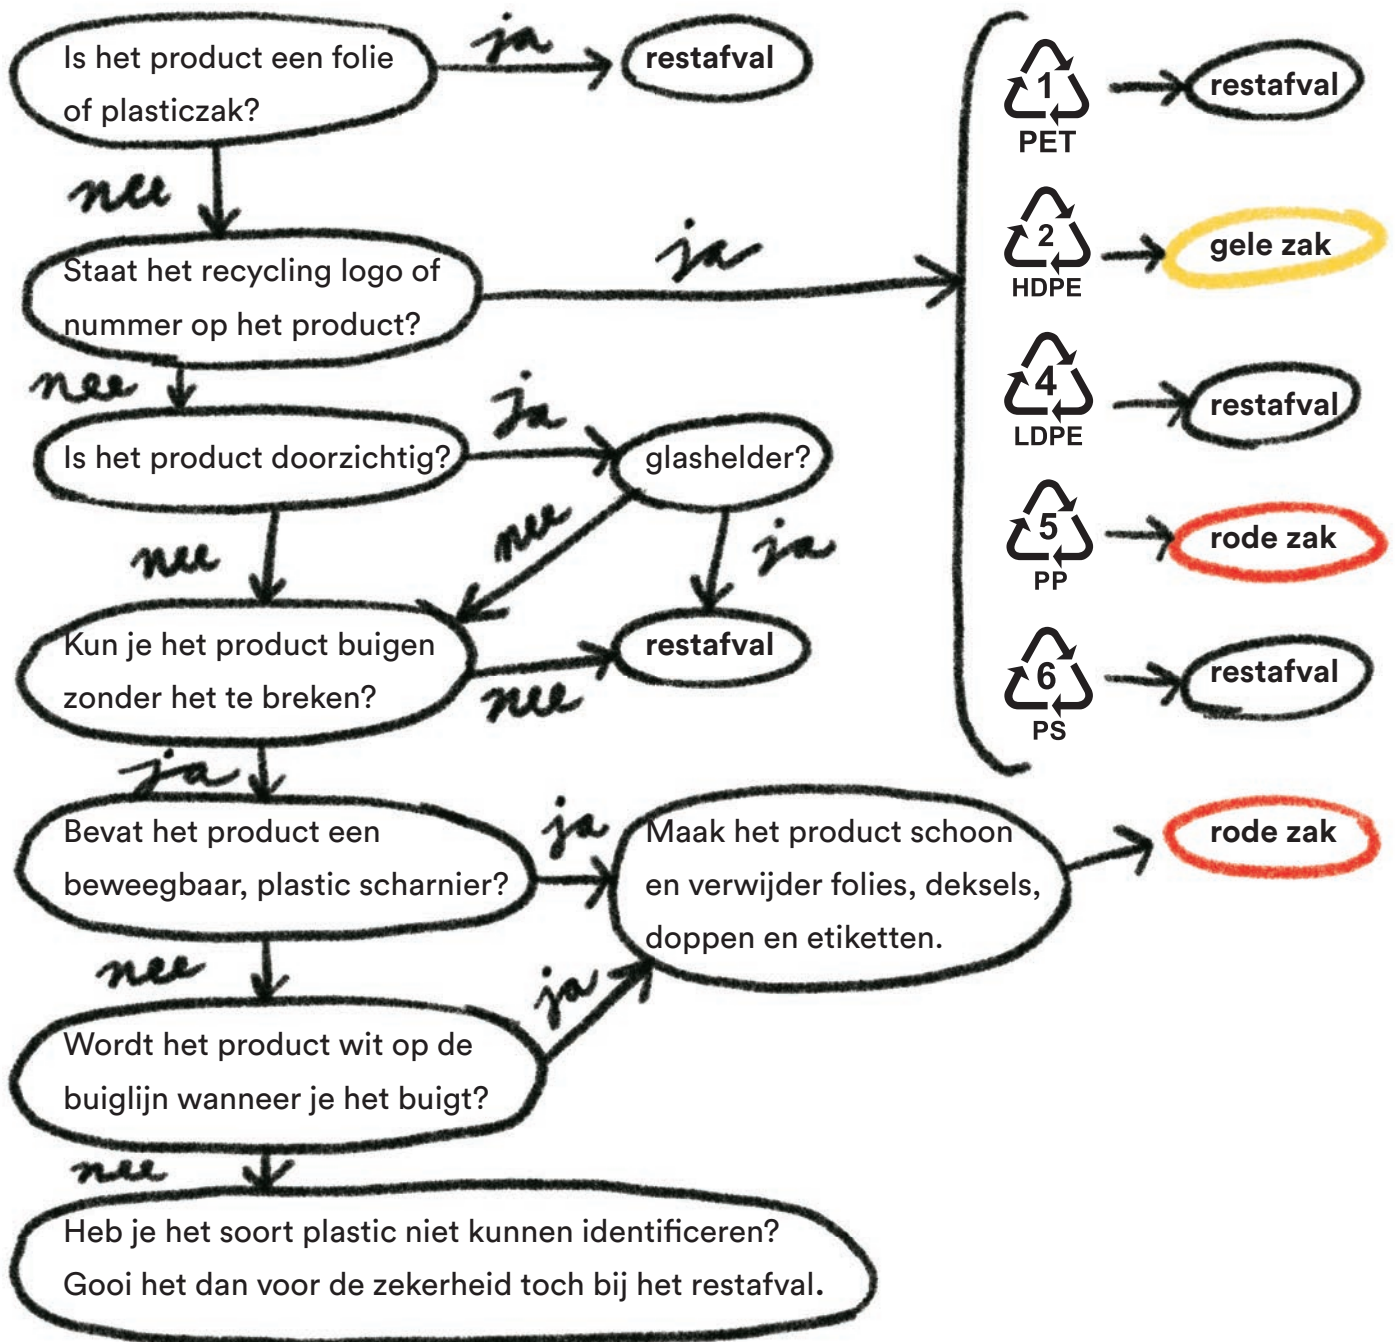 Is het product een folie
of plasticzak?
ja
restafval
nee
Staat het recycling logo of
nummer op het product?
ja
nee
Is het product doorzichtig?
ja
glashelder?
nee
nee
ja
Kun je het product buigen
zonder het te breken?
nee
restafval
ja
Bevat het product een
beweegbaar, plastic scharnier?
ja
Maak het product schoon
en verwijder folies, deksels,
doppen en etiketten.
rode zak
nee
Wordt het product wit op de
buiglijn wanneer je het buigt?
ja
nee
Heb je het soort plastic niet kunnen identificeren?
Gooi het dan voor de zekerheid toch bij het restafval.
1
PET
restafval
2
HDPE
gele zak
4
LDPE
restafval
5
PP
rode zak
6
PS
restafval